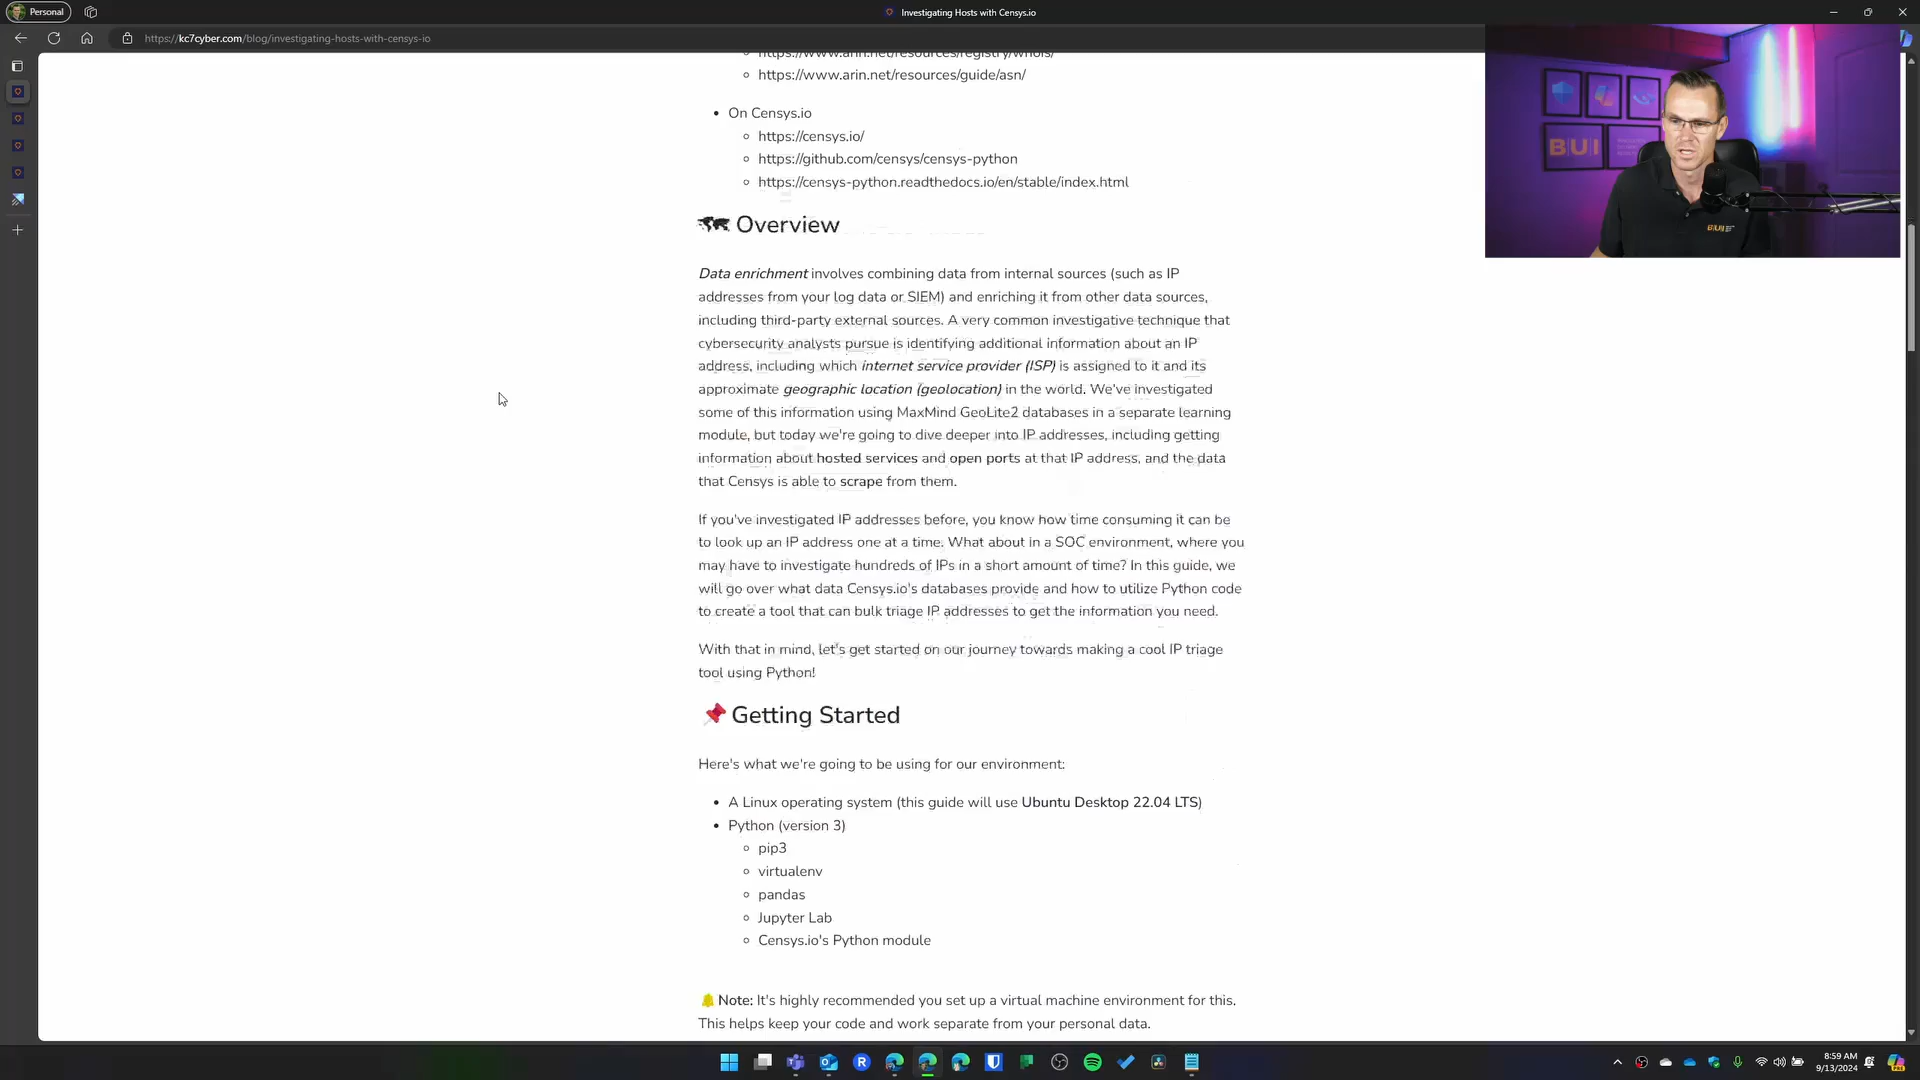 Personal
Investigating Hosts with Censys.io
https://kc7cyber.com/blog/investigating-hosts-with-censys-io
https://www.arin.net/resources/registry/whois/
https://www.arin.net/resources/guide/asn/
On Censys.io
https://censys.io/
https://github.com/censys/censys-python
https://censys-python.readthedocs.io/en/stable/index.html
Overview
Data enrichment involves combining data from internal sources (such as IP
addresses from your log data or SIEM) and enriching it from other data sources,
including third-party external sources. A very common investigative technique that
cybersecurity analysts pursue is identifying additional information about an IP
address, including which internet service provider (ISP) is assigned to it and its
approximate geographic location (geolocation) in the world. We've investigated
some of this information using MaxMind GeoLite2 databases in a separate learning
module, but today we're going to dive deeper into IP addresses, including getting
information about hosted services and open ports at that IP address, and the data
that Censys is able to scrape from them.
If you've investigated IP addresses before, you know how time consuming it can be
to look up an IP address one at a time. What about in a SOC environment, where you
may have to investigate hundreds of IPs in a short amount of time? In this guide, we
will go over what data Censys.io's databases provide and how to utilize Python code
to create a tool that can bulk triage IP addresses to get the information you need.
With that in mind, let's get started on our journey towards making a cool IP triage
tool using Python!
Getting Started
Here's what we're going to be using for our environment:
A Linux operating system (this guide will use Ubuntu Desktop 22.04 LTS)
Python (version 3)
pip3
virtualenv
pandas
Jupyter Lab
Censys.io's Python module
Note: It's highly recommended you set up a virtual machine environment for this.
This helps keep your code and work separate from your personal data.
BUI
BUI
8:59 AM
9/13/2024